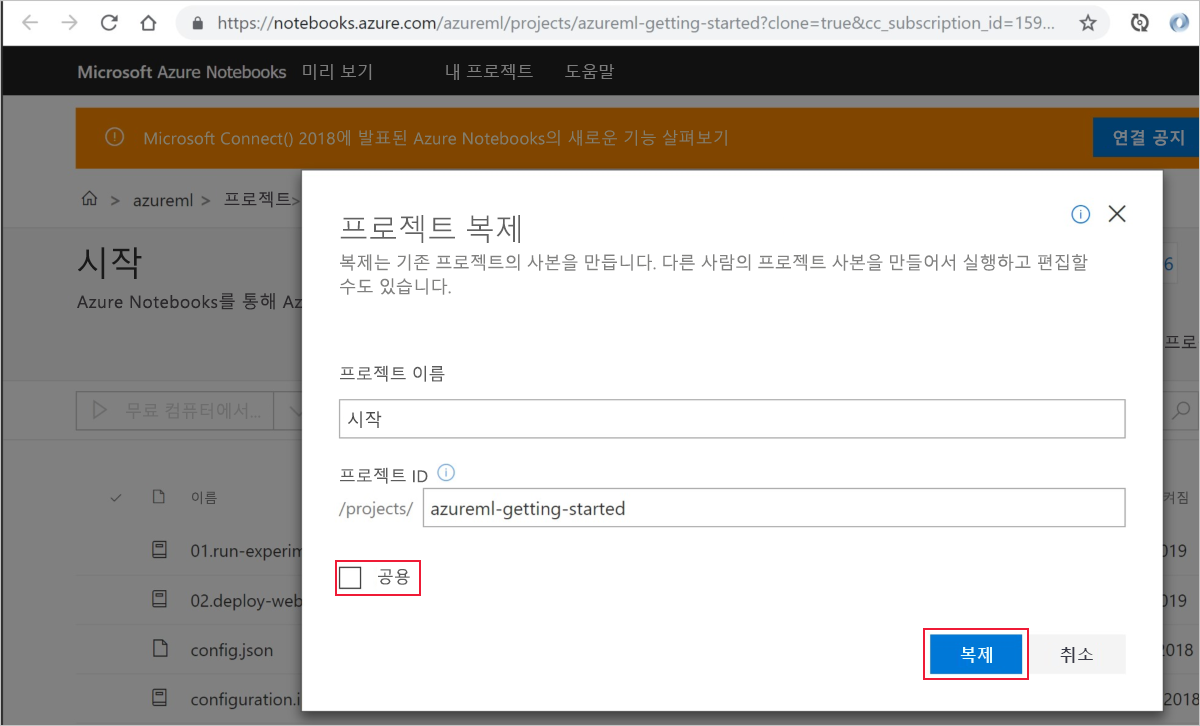 https://notebooks.azure.com/azureml/projects/azureml-getting-started?clone=true&cc_subscription_id=159...
Microsoft Azure Notebooks 미리 보기 내 프로젝트 도움말
Microsoft Connect() 2018에 발표된 Azure Notebooks의 새로운 기능 살펴보기 연결 공지
azureml > 프로젝트>
시작
Azure Notebooks를 통해 Az
6
프로
무료 컴퓨터에서...
이름
켜짐
01.run-experim
019
02.deploy-web
019
config.json
2018
configuration.i
2018
프로젝트 복제
복제는 기존 프로젝트의 사본을 만듭니다. 다른 사람의 프로젝트 사본을 만들어서 실행하고 편집할
수도 있습니다.
프로젝트 이름
시작
프로젝트 ID
/projects/ azureml-getting-started
공용
복제 취소